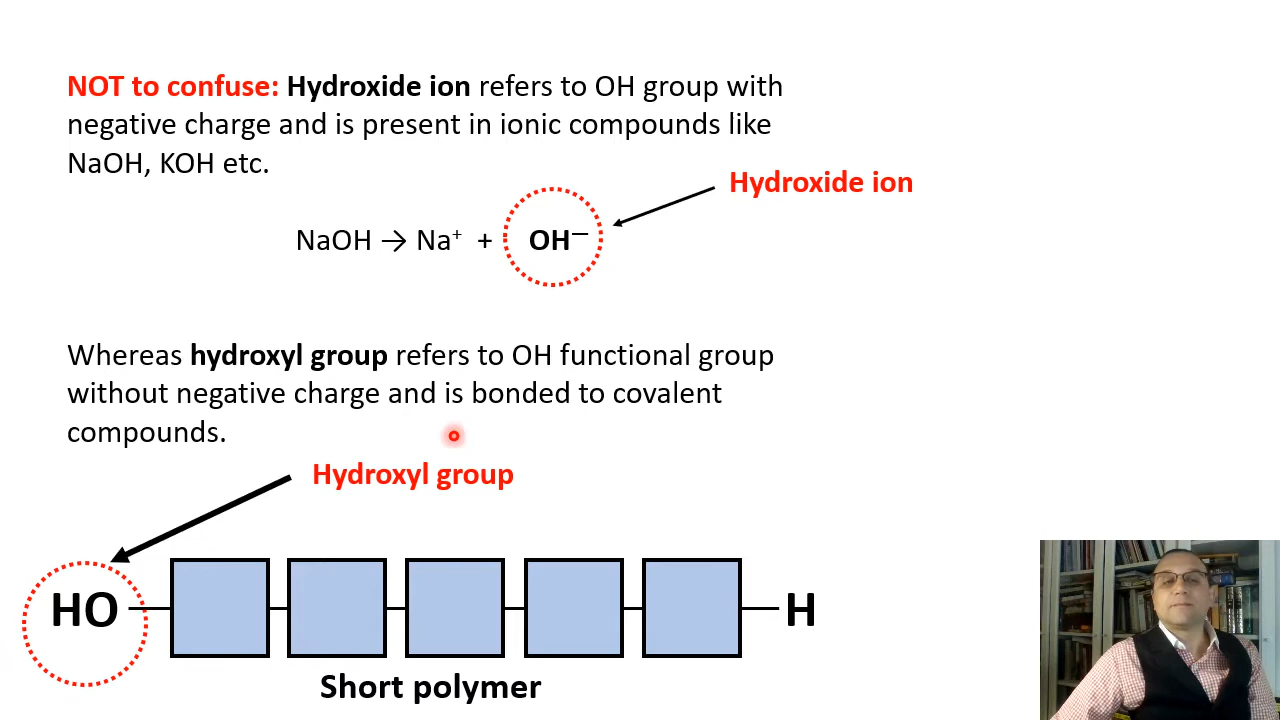 NOT to confuse: Hydroxide ion refers to OH group with
negative charge and is present in ionic compounds like
NaOH, KOH etc.
Hydroxide ion
NaOH → Na⁺ + OH⁻
Whereas hydroxyl group refers to OH functional group
without negative charge and is bonded to covalent
compounds.
Hydroxyl group
HO H
Short polymer